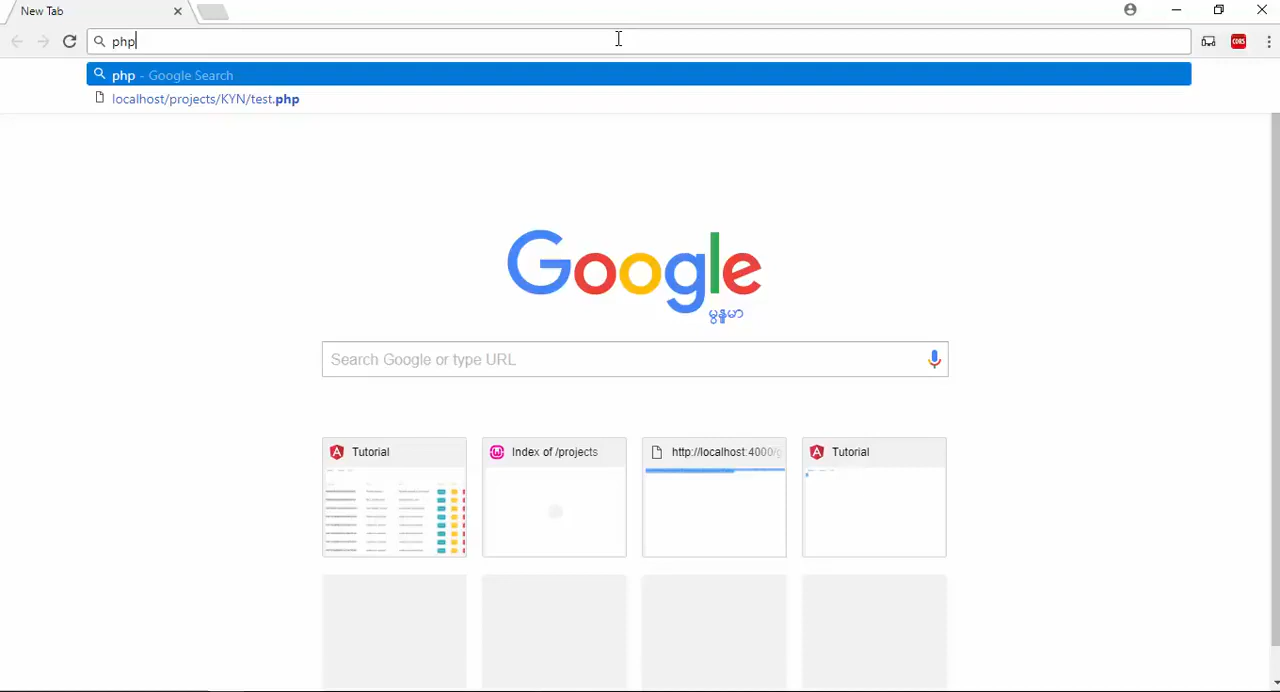 New Tab
php
php - Google Search
localhost/projects/KYN/test.php
CORS
Google
မြန်မာ
Search Google or type URL
Tutorial
Index of /projects
http://localhost:4000/g
Tutorial